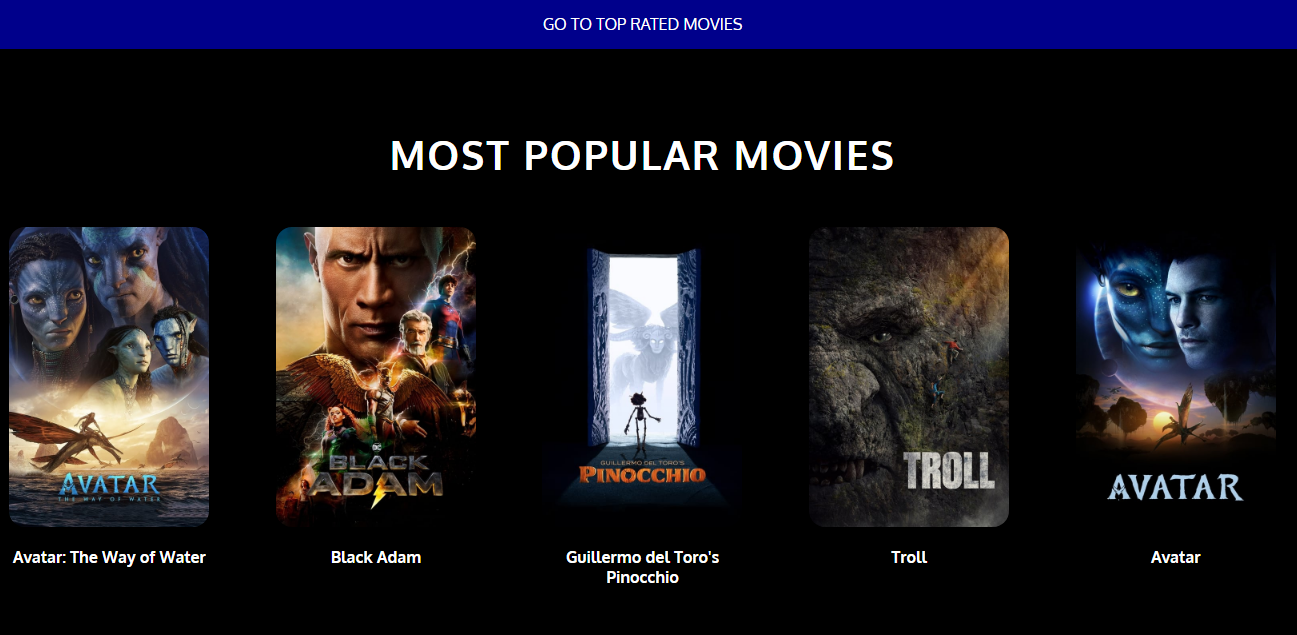 GO TO TOP RATED MOVIES
MOST POPULAR MOVIES
AVATAR
THE WAY OF WATER
DC
BLACK
ADAM
GUILLERMO DEL TORO'S
PINOCCHIO
TROLL
AVATAR
Avatar: The Way of Water
Black Adam
Guillermo del Toro's
Pinocchio
Troll
Avatar